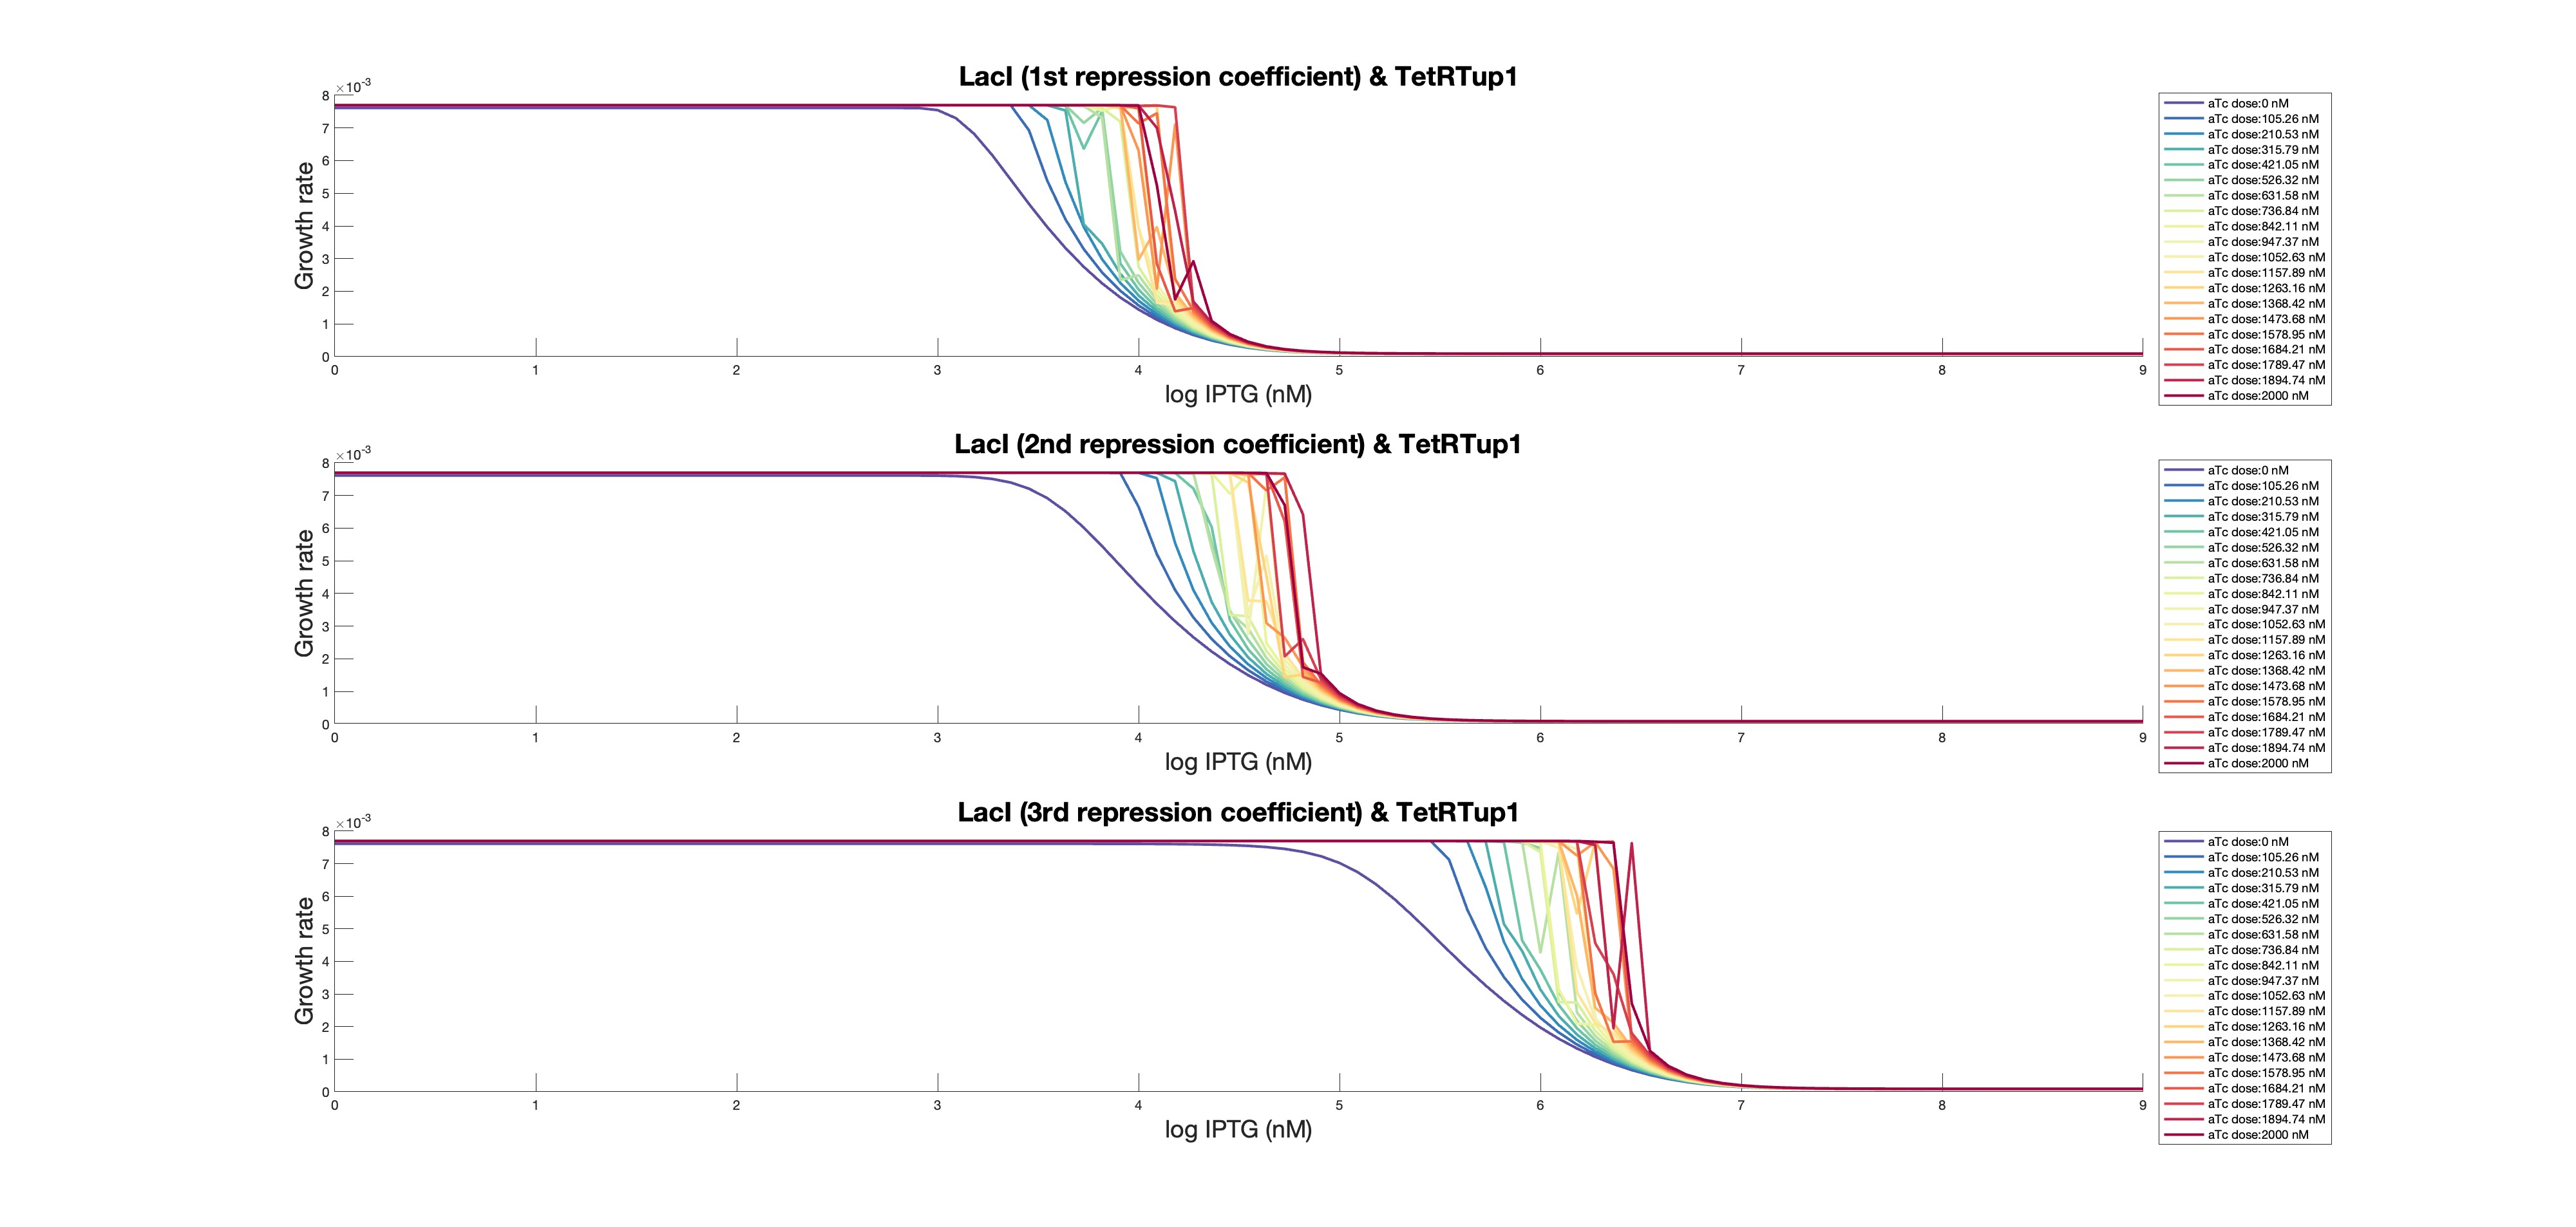 LacI (1st repression coefficient) & TetRTup1
×10-3
8
7
6
5
4
3
2
1
0
Growth rate
0 1 2 3 4 5 6 7 8 9
log IPTG (nM)
aTc dose:0 nM
aTc dose:105.26 nM
aTc dose:210.53 nM
aTc dose:315.79 nM
aTc dose:421.05 nM
aTc dose:526.32 nM
aTc dose:631.58 nM
aTc dose:736.84 nM
aTc dose:842.11 nM
aTc dose:947.37 nM
aTc dose:1052.63 nM
aTc dose:1157.89 nM
aTc dose:1263.16 nM
aTc dose:1368.42 nM
aTc dose:1473.68 nM
aTc dose:1578.95 nM
aTc dose:1684.21 nM
aTc dose:1789.47 nM
aTc dose:1894.74 nM
aTc dose:2000 nM
LacI (2nd repression coefficient) & TetRTup1
×10-3
8
7
6
5
4
3
2
1
0
Growth rate
0 1 2 3 4 5 6 7 8 9
log IPTG (nM)
aTc dose:0 nM
aTc dose:105.26 nM
aTc dose:210.53 nM
aTc dose:315.79 nM
aTc dose:421.05 nM
aTc dose:526.32 nM
aTc dose:631.58 nM
aTc dose:736.84 nM
aTc dose:842.11 nM
aTc dose:947.37 nM
aTc dose:1052.63 nM
aTc dose:1157.89 nM
aTc dose:1263.16 nM
aTc dose:1368.42 nM
aTc dose:1473.68 nM
aTc dose:1578.95 nM
aTc dose:1684.21 nM
aTc dose:1789.47 nM
aTc dose:1894.74 nM
aTc dose:2000 nM
LacI (3rd repression coefficient) & TetRTup1
×10-3
8
7
6
5
4
3
2
1
0
Growth rate
0 1 2 3 4 5 6 7 8 9
log IPTG (nM)
aTc dose:0 nM
aTc dose:105.26 nM
aTc dose:210.53 nM
aTc dose:315.79 nM
aTc dose:421.05 nM
aTc dose:526.32 nM
aTc dose:631.58 nM
aTc dose:736.84 nM
aTc dose:842.11 nM
aTc dose:947.37 nM
aTc dose:1052.63 nM
aTc dose:1157.89 nM
aTc dose:1263.16 nM
aTc dose:1368.42 nM
aTc dose:1473.68 nM
aTc dose:1578.95 nM
aTc dose:1684.21 nM
aTc dose:1789.47 nM
aTc dose:1894.74 nM
aTc dose:2000 nM